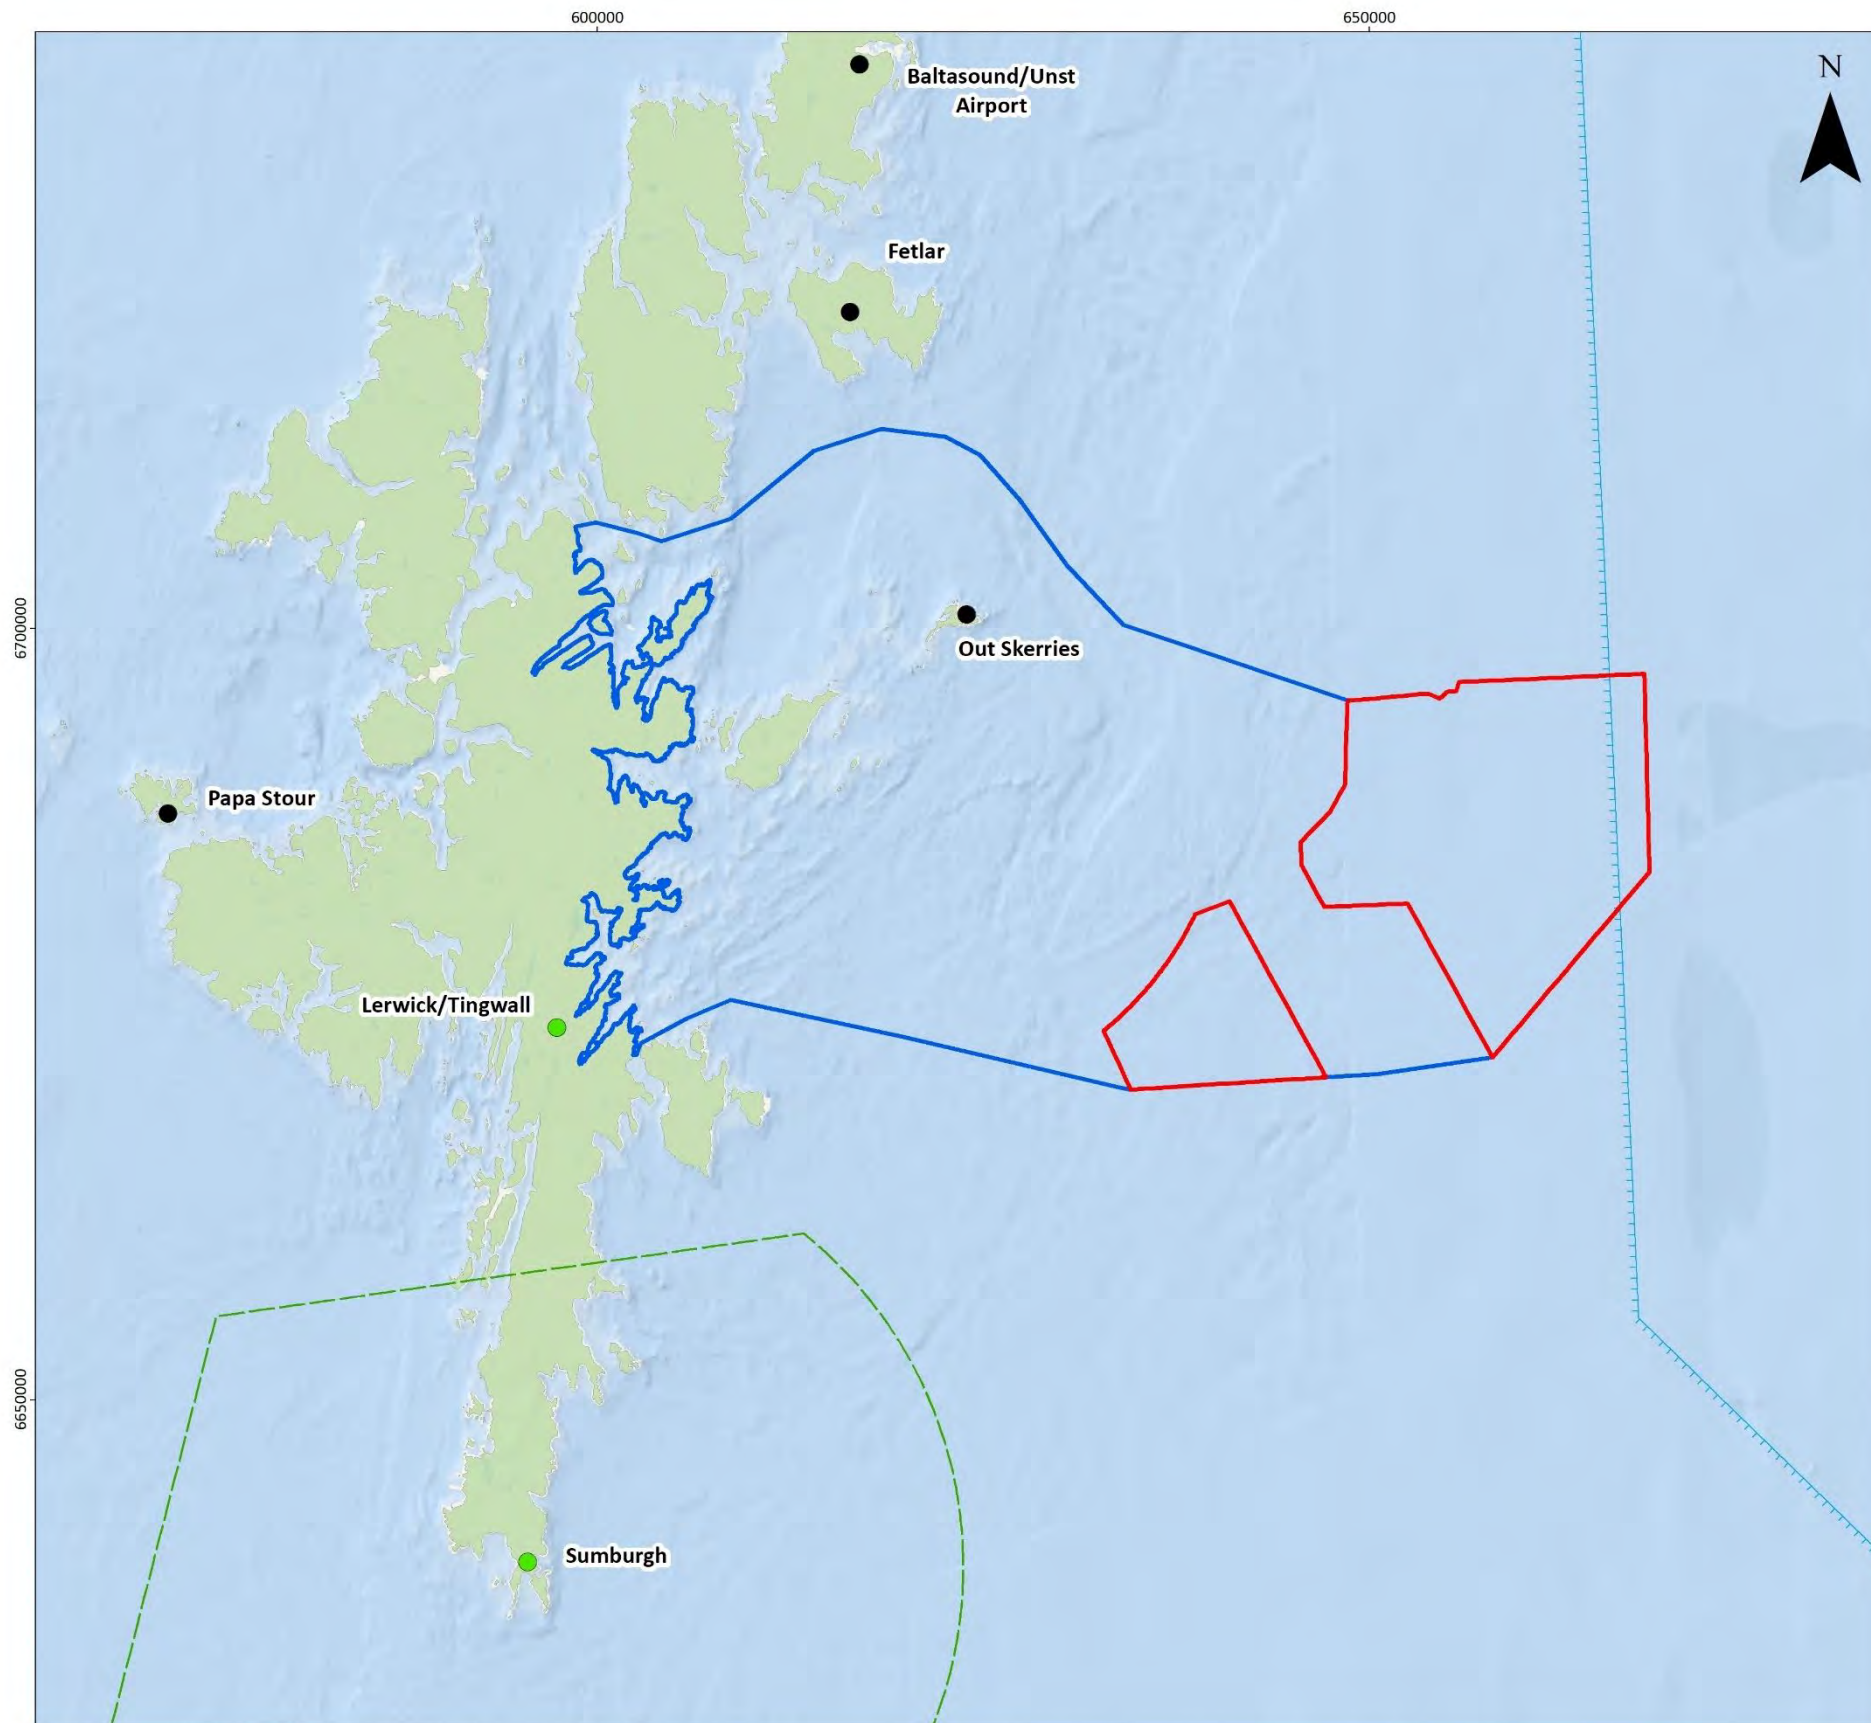 600000
650000
N
Baltasound/Unst
Airport
Fetlar
6700000
Out Skerries
Papa Stour
Lerwick/Tingwall
6650000
Sumburgh